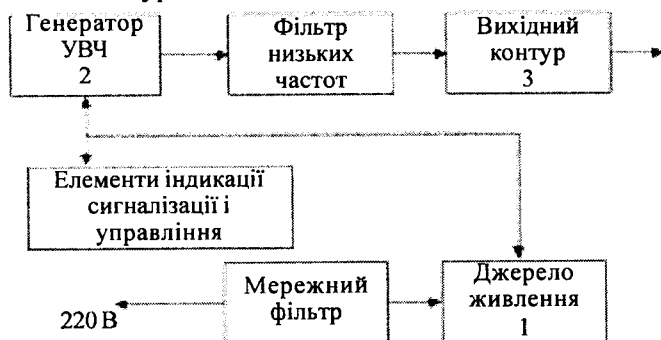 Генератор
УВЧ
2
Фільтр
низьких
частот
Вихідний
контур
3
Елементи індикації
сигналізації і
управління
220 В
Мережний
фільтр
Джерело
живлення
1